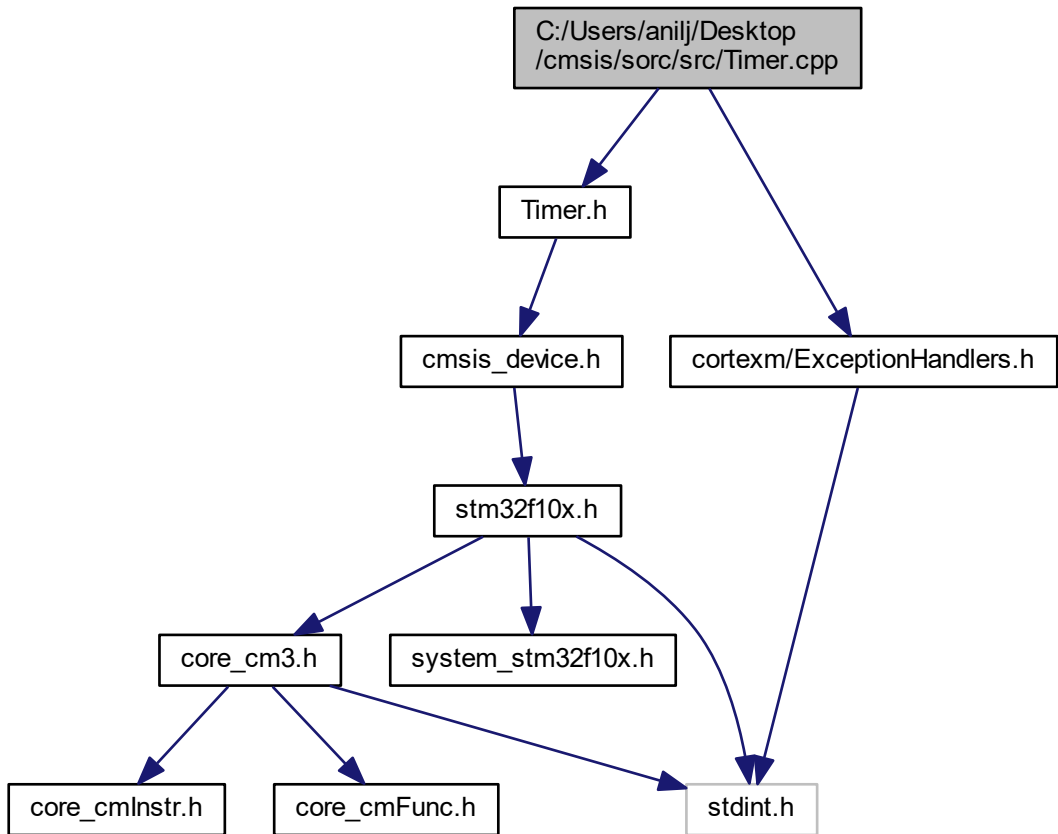 C:/Users/anilj/Desktop
/cmsis/sorc/src/Timer.cpp
Timer.h
cmsis_device.h
cortexm/ExceptionHandlers.h
stm32f10x.h
core_cm3.h
system_stm32f10x.h
core_cmInstr.h
core_cmFunc.h
stdint.h